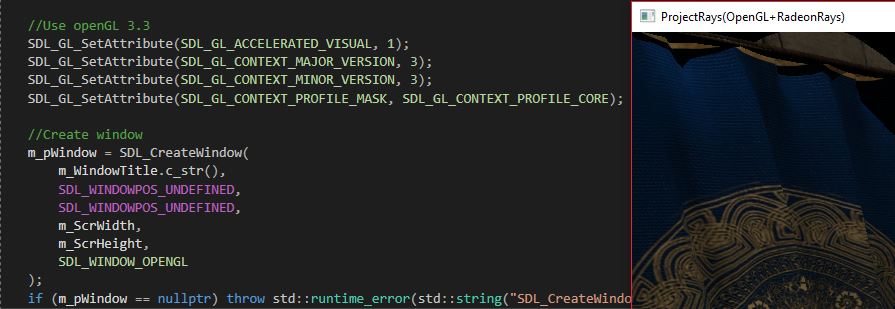 //Use openGL 3.3
SDL_GL_SetAttribute(SDL_GL_ACCELERATED_VISUAL, 1);
SDL_GL_SetAttribute(SDL_GL_CONTEXT_MAJOR_VERSION, 3);
SDL_GL_SetAttribute(SDL_GL_CONTEXT_MINOR_VERSION, 3);
SDL_GL_SetAttribute(SDL_GL_CONTEXT_PROFILE_MASK, SDL_GL_CONTEXT_PROFILE_CORE);
//Create window
m_pWindow = SDL_CreateWindow(
m_WindowTitle.c_str(),
SDL_WINDOWPOS_UNDEFINED,
SDL_WINDOWPOS_UNDEFINED,
m_ScrWidth,
m_ScrHeight,
SDL_WINDOW_OPENGL
);
if (m_pWindow == nullptr) throw std::runtime_error(std::string("SDL_CreateWindo
ProjectRays(OpenGL+RadeonRays)